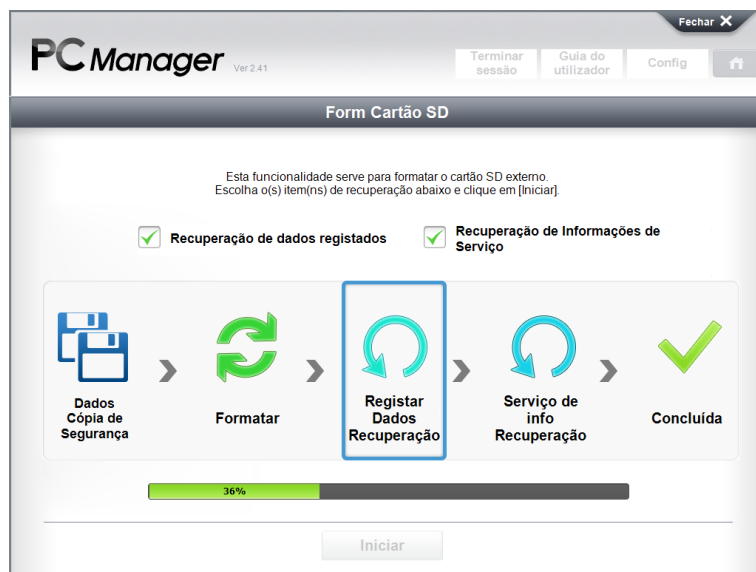 Fechar
PC Manager Ver 2.41
Terminar sessão
Guia do utilizador
Config
Form Cartão SD
Esta funcionalidade serve para formatar o cartão SD externo.
Escolha o(s) item(ns) de recuperação abaixo e clique em [Iniciar].
Recuperação de dados registados
Recuperação de Informações de
Serviço
Dados
Cópia de
Segurança
Formatar
Registar
Dados
Recuperação
Serviço de
info
Recuperação
Concluída
36%
Iniciar